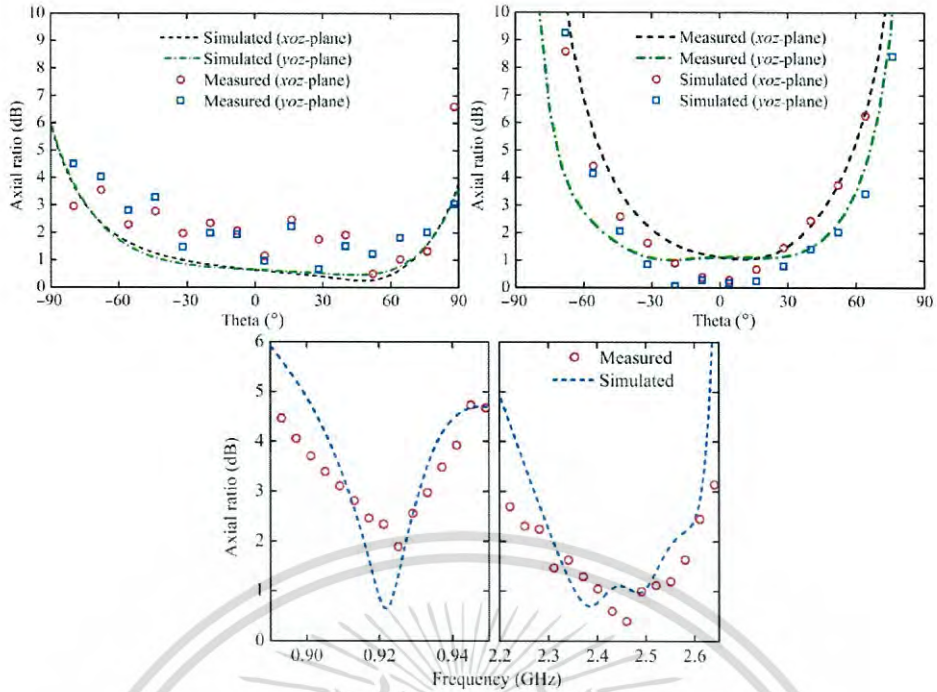 10
9
8
7
6
5
4
3
2
1
0
Axial ratio (dB)
Simulated (xoz-plane)
Simulated (yoz-plane)
Measured (xoz-plane)
Measured (yoz-plane)
−90 −60 −30 0 30 60 90
Theta (°)
10
9
8
7
6
5
4
3
2
1
0
Axial ratio (dB)
Measured (xoz-plane)
Measured (yoz-plane)
Simulated (xoz-plane)
Simulated (yoz-plane)
−90 −60 −30 0 30 60 90
Theta (°)
6
5
4
3
2
1
0
Axial ratio (dB)
Measured
Simulated
0.90 0.92 0.94 2.2 2.3 2.4 2.5 2.6
Frequency (GHz)